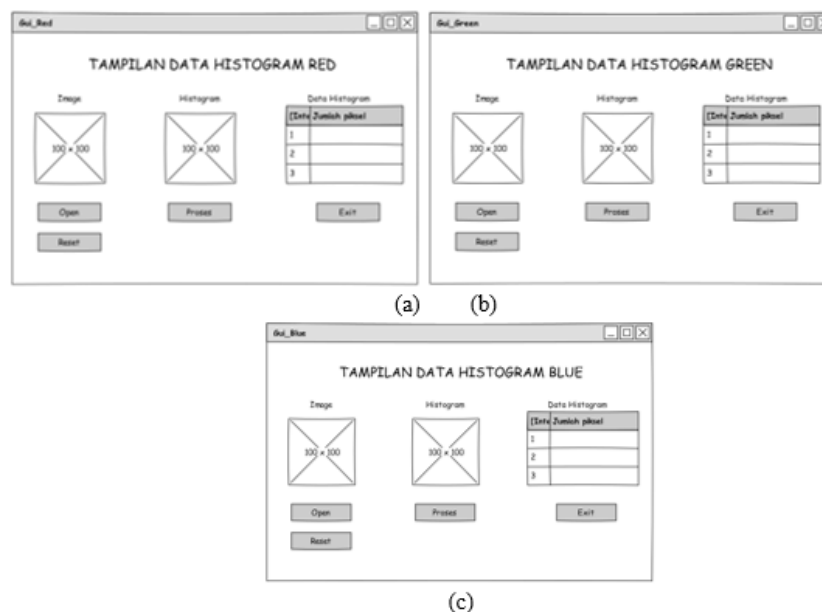 Gui_Red
TAMPILAN DATA HISTOGRAM RED
Image Histogram Data Histogram
[Inte Jumlah piksel
100 x 100 100 x 100
1
2
3
Open Proses Exit
Reset
Gui_Green
TAMPILAN DATA HISTOGRAM GREEN
Image Histogram Data Histogram
[Inte Jumlah piksel
100 x 100 100 x 100
1
2
3
Open Proses Exit
Reset
(a) (b)
Gui_Blue
TAMPILAN DATA HISTOGRAM BLUE
Image Histogram Data Histogram
[Inte Jumlah piksel
100 x 100 100 x 100
1
2
3
Open Proses Exit
Reset
(c)